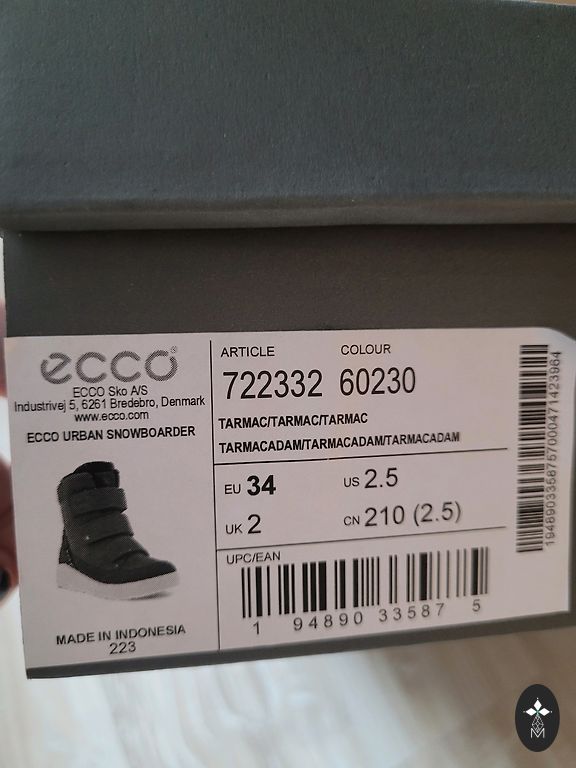 ecco
ECCO Sko A/S
Industrivej 5, 6261 Bredebro, Denmark
www.ecco.com
ECCO URBAN SNOWBOARDER
MADE IN INDONESIA
223
ARTICLE COLOUR
722332 60230
TARMAC/TARMAC/TARMAC
TARMACADAM/TARMACADAM/TARMACADAM
EU 34 US 2.5
UK 2 CN 210 (2.5)
UPC/EAN
1 94890 33587 5
1948903358757000471423964
M